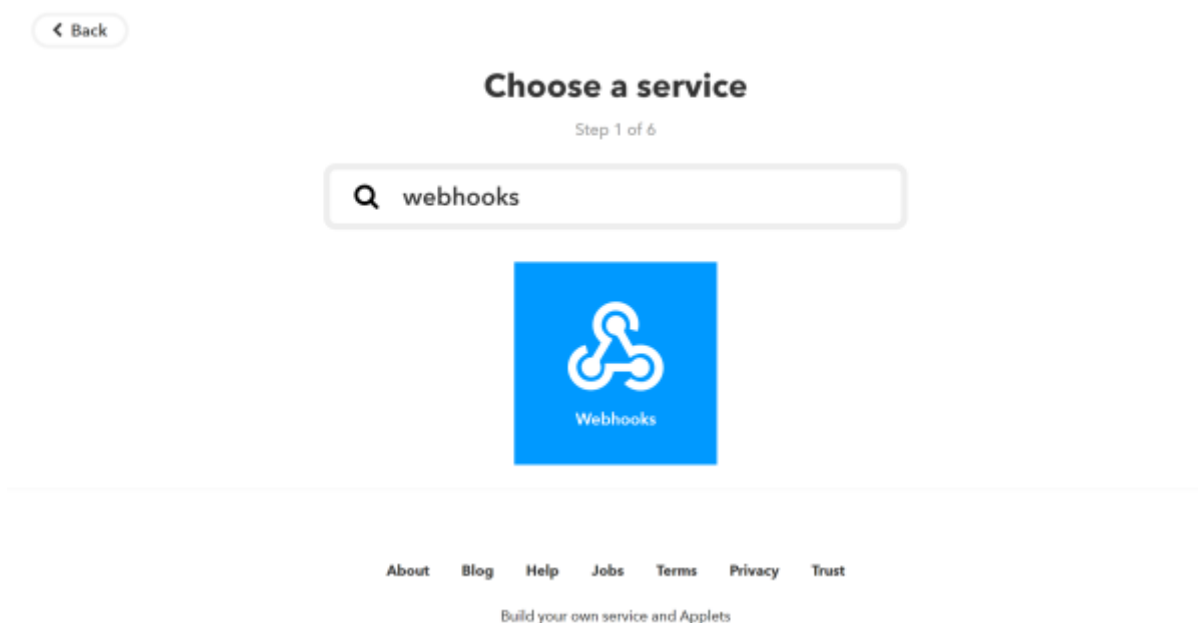 Back
Choose a service
Step 1 of 6
webhooks
Webhooks
About Blog Help Jobs Terms Privacy Trust
Build your own service and Applets